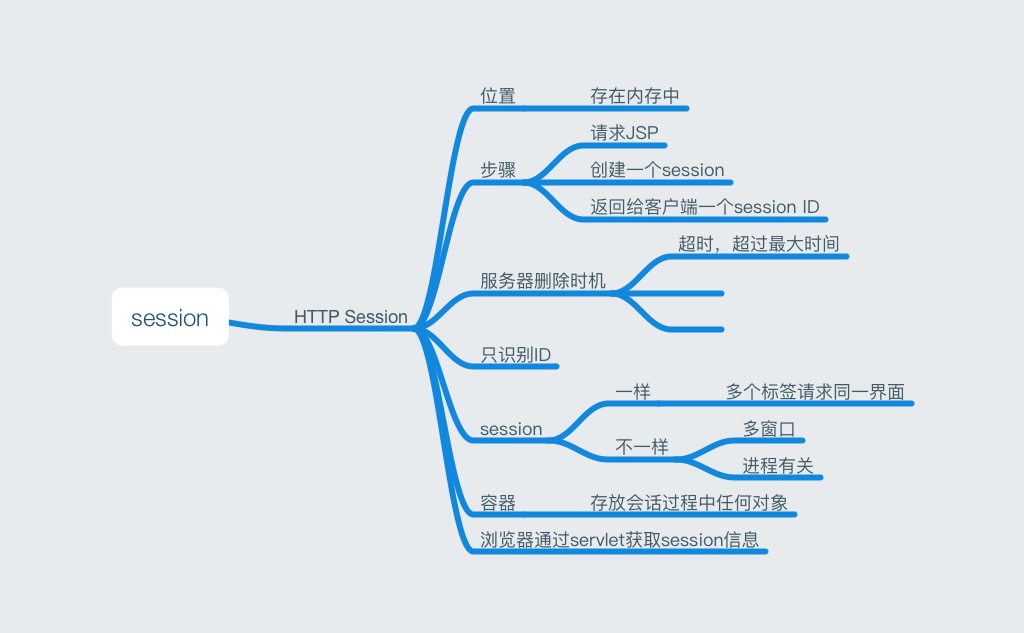 session
HTTP Session
位置
存在内存中
步骤
请求JSP
创建一个session
返回给客户端一个session ID
服务器删除时机
超时，超过最大时间
只识别ID
session
一样
多个标签请求同一界面
不一样
多窗口
进程有关
容器
存放会话过程中任何对象
浏览器通过servlet获取session信息